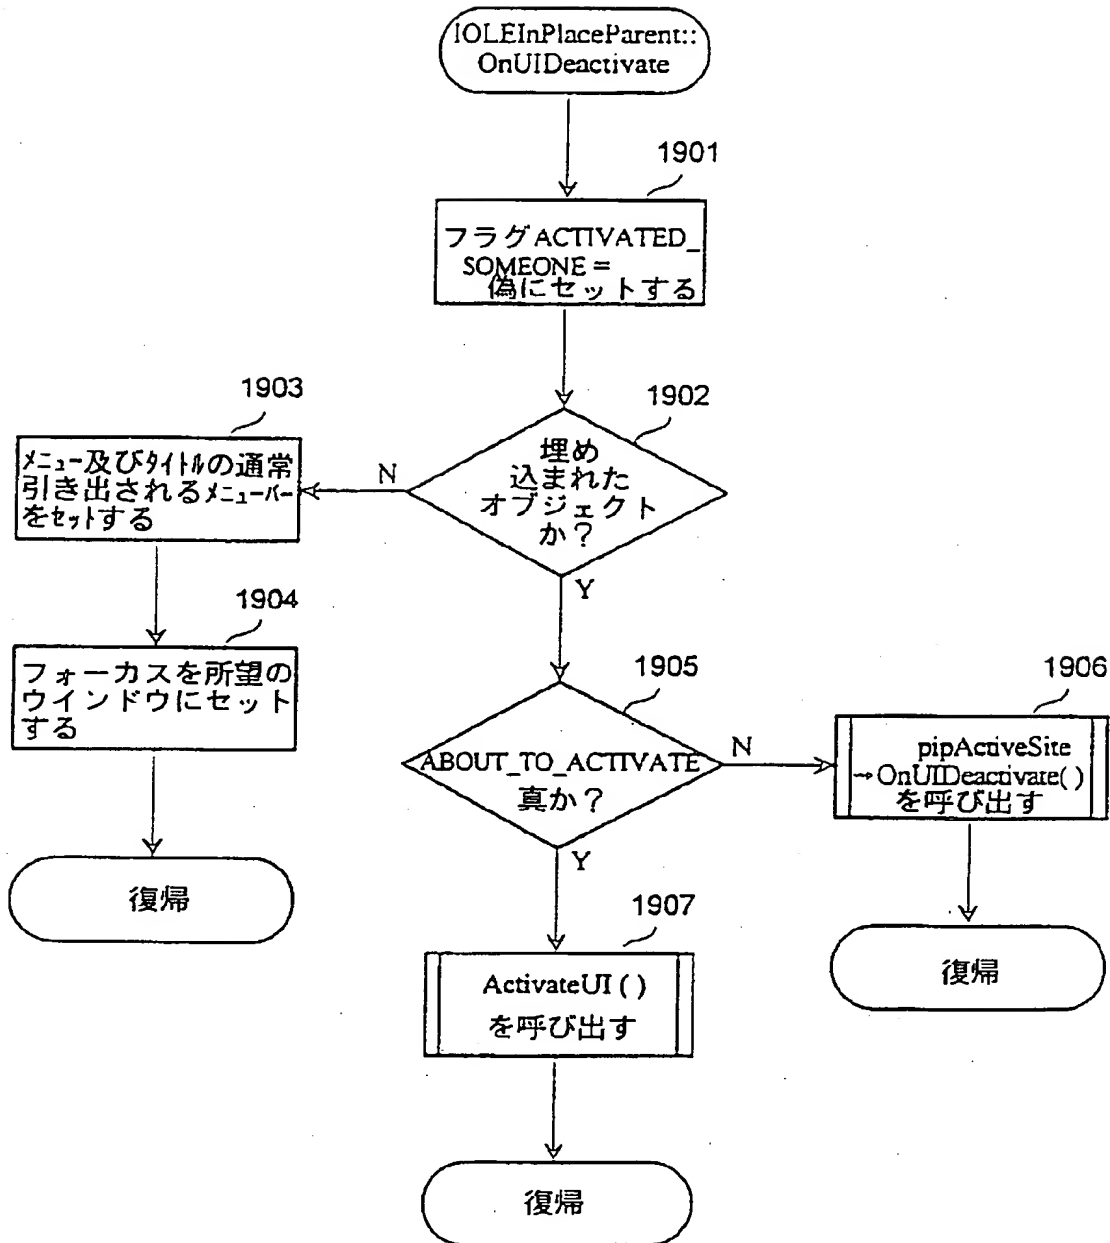 IOLEInPlaceParent::
OnUIDeactivate
1901
フラグACTIVATED_
SOMEONE =
偽にセットする
1902
埋め
込まれた
オブジェクト
か？
N
Y
1903
メニュー及びタイトルの通常
引き出されるメニューバー
をセットする
1904
フォーカスを所望の
ウインドウにセット
する
復帰
1905
ABOUT_TO_ACTIVATE
真か？
N
Y
1906
pipActiveSite
→OnUIDeactivate()
を呼び出す
復帰
1907
ActivateUI ( )
を呼び出す
復帰